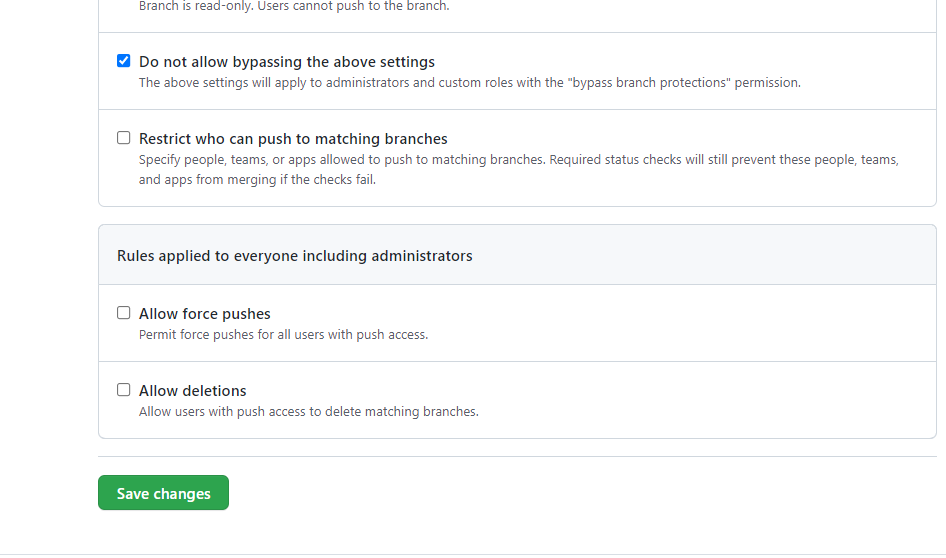 Branch is read-only. Users cannot push to the branch.
Do not allow bypassing the above settings
The above settings will apply to administrators and custom roles with the "bypass branch protections" permission.
Restrict who can push to matching branches
Specify people, teams, or apps allowed to push to matching branches. Required status checks will still prevent these people, teams,
and apps from merging if the checks fail.
Rules applied to everyone including administrators
Allow force pushes
Permit force pushes for all users with push access.
Allow deletions
Allow users with push access to delete matching branches.
Save changes